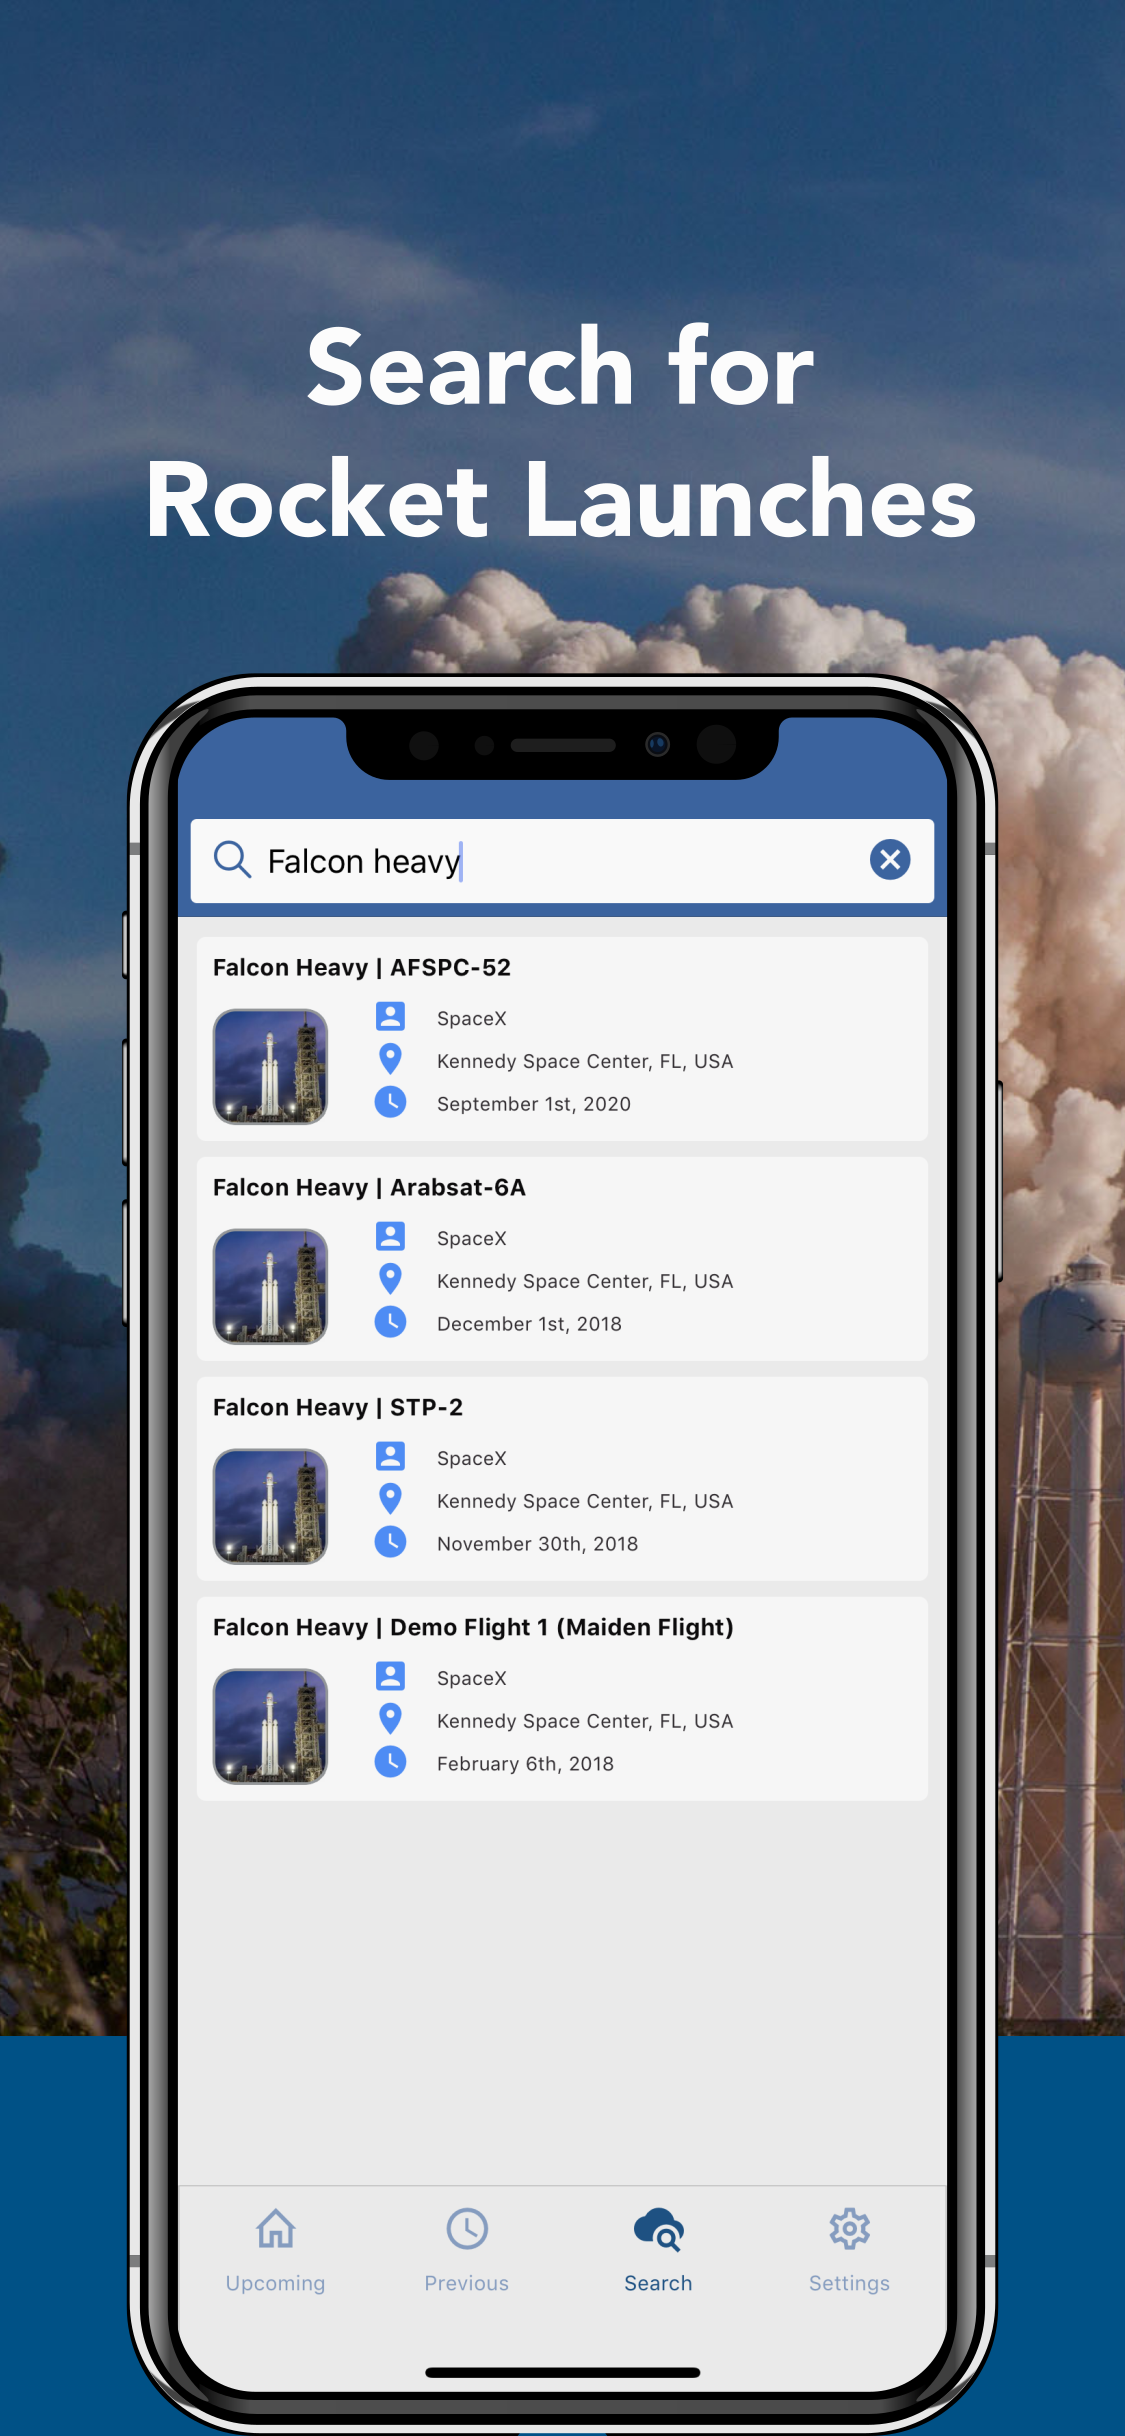 Search for
Rocket Launches
Falcon heavy
Falcon Heavy | AFSPC-52
SpaceX
Kennedy Space Center, FL, USA
September 1st, 2020
Falcon Heavy | Arabsat-6A
SpaceX
Kennedy Space Center, FL, USA
December 1st, 2018
Falcon Heavy | STP-2
SpaceX
Kennedy Space Center, FL, USA
November 30th, 2018
Falcon Heavy | Demo Flight 1 (Maiden Flight)
SpaceX
Kennedy Space Center, FL, USA
February 6th, 2018
Upcoming Previous Search Settings